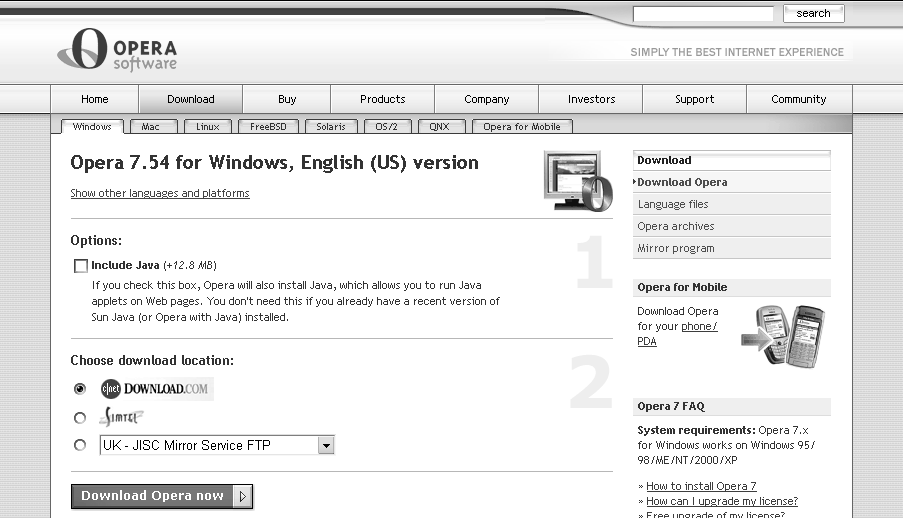 search
OPERA
software
SIMPLY THE BEST INTERNET EXPERIENCE
Home Download Buy Products Company Investors Support Community
Windows Mac Linux FreeBSD Solaris OS/2 QNX Opera for Mobile
Opera 7.54 for Windows, English (US) version
Show other languages and platforms
Options:
1
Include Java (+12.8 MB)
If you check this box, Opera will also install Java, which allows you to run Java
applets on Web pages. You don't need this if you already have a recent version of
Sun Java (or Opera with Java) installed.
Choose download location:
2
c|net DOWNLOAD.COM
SIMTEL
UK - JISC Mirror Service FTP
Download Opera now
Download
Download Opera
Language files
Opera archives
Mirror program
Opera for Mobile
Download Opera
for your phone/
PDA
Opera 7 FAQ
System requirements: Opera 7.x
for Windows works on Windows 95/
98/ME/NT/2000/XP
» How to install Opera 7
» How can I upgrade my license?
» Free upgrade of my license?